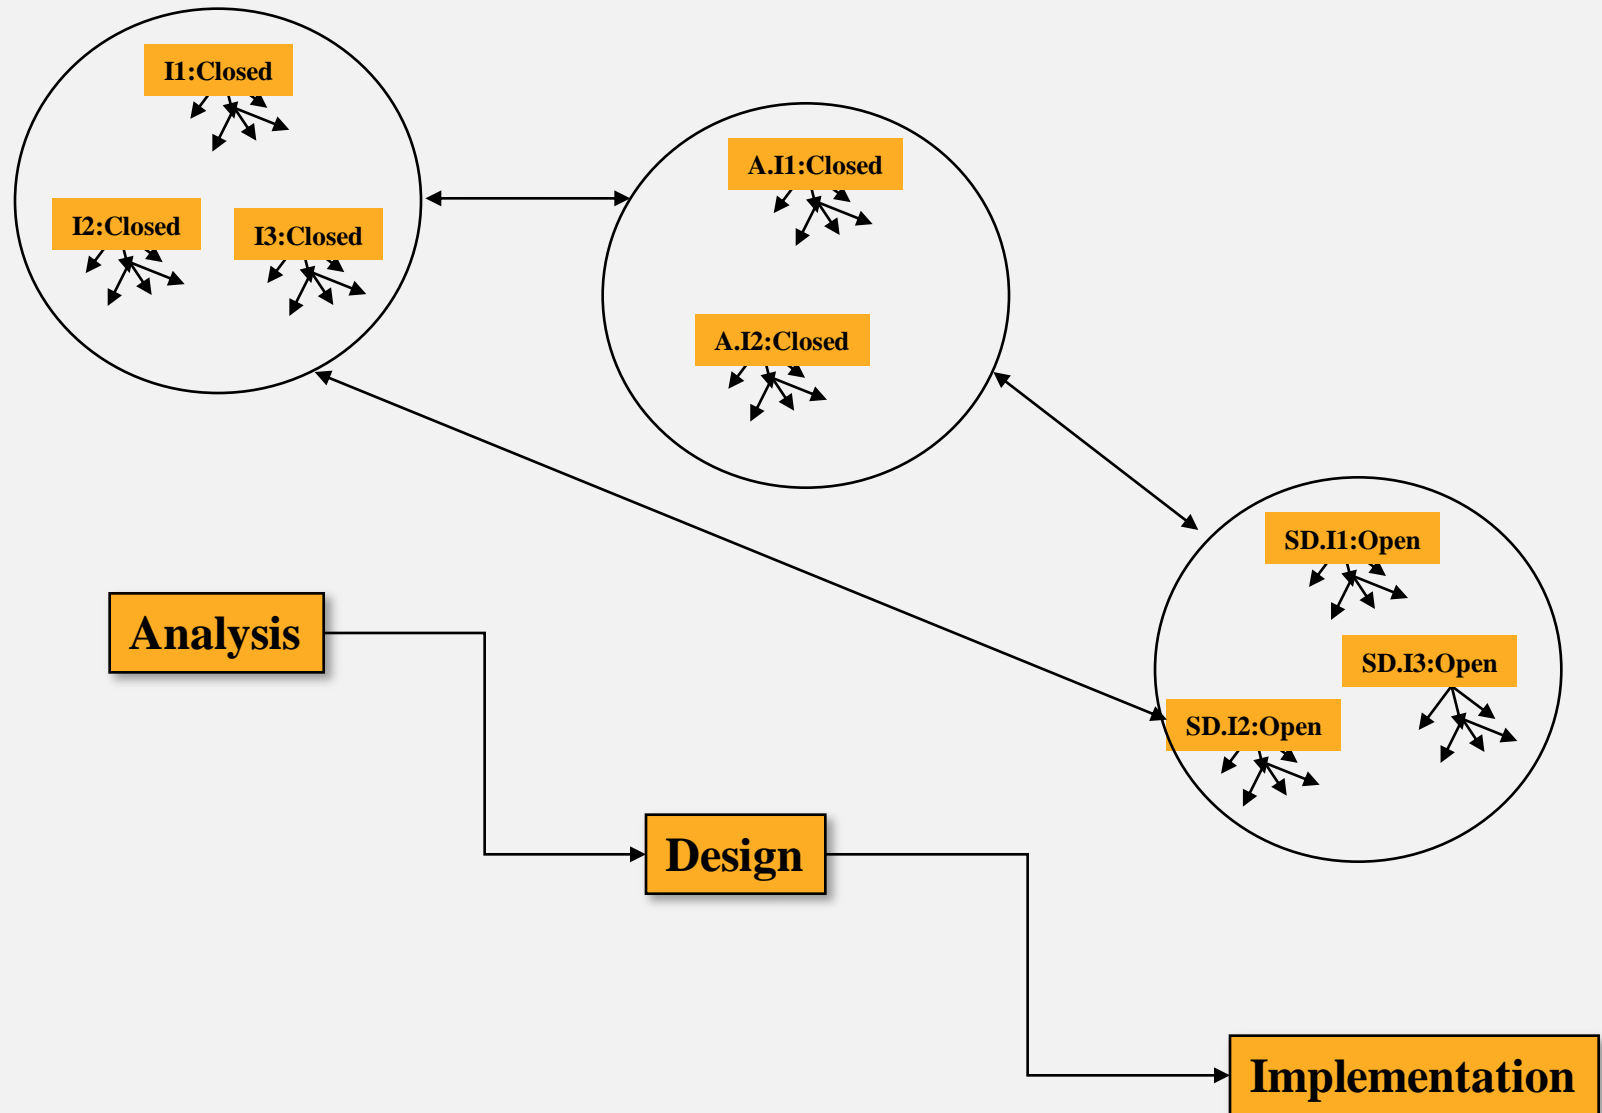 I1:Closed
A.I1:Closed
I2:Closed
I3:Closed
A.I2:Closed
SD.I1:Open
Analysis
SD.I3:Open
SD.I2:Open
Design
Implementation